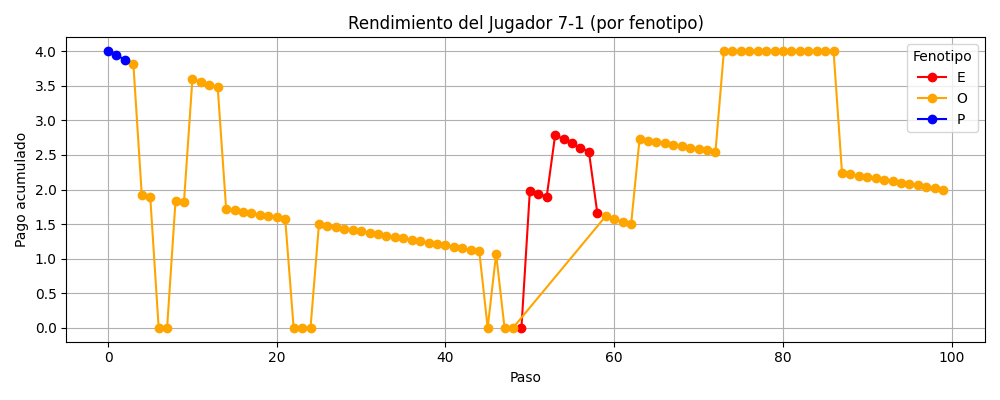 Rendimiento del Jugador 7-1 (por fenotipo)
Pago acumulado
4.0
3.5
3.0
2.5
2.0
1.5
1.0
0.5
0.0
Fenotipo
E
O
P
0 20 40 60 80 100
Paso